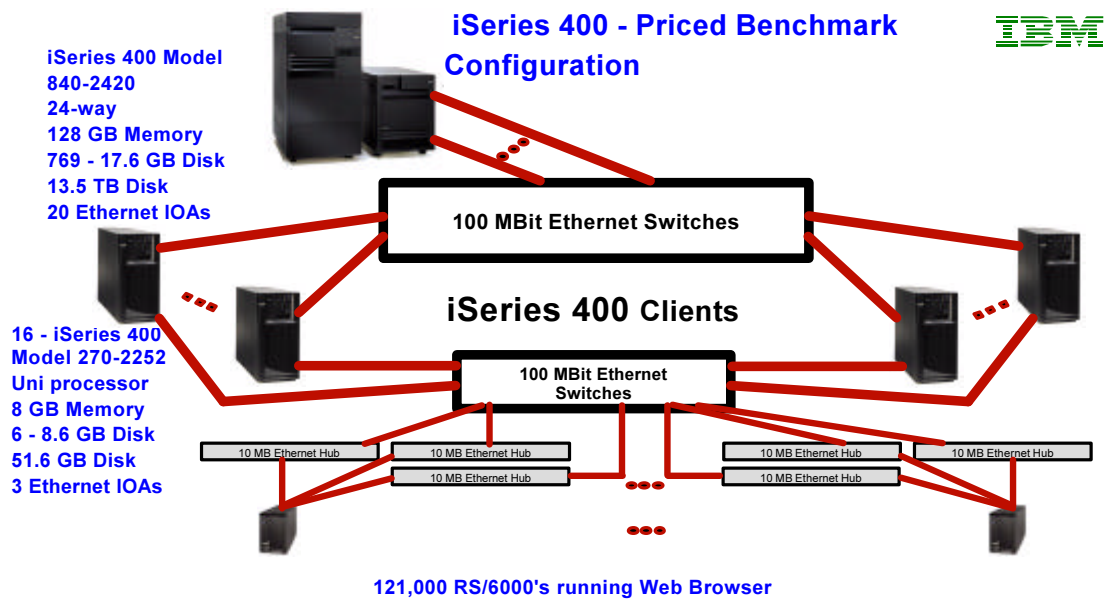 iSeries 400 - Priced Benchmark
Configuration
IBM
iSeries 400 Model
840-2420
24-way
128 GB Memory
769 - 17.6 GB Disk
13.5 TB Disk
20 Ethernet IOAs
100 MBit Ethernet Switches
iSeries 400 Clients
16 - iSeries 400
Model 270-2252
Uni processor
8 GB Memory
6 - 8.6 GB Disk
51.6 GB Disk
3 Ethernet IOAs
100 MBit Ethernet
Switches
10 MB Ethernet Hub
10 MB Ethernet Hub
10 MB Ethernet Hub
10 MB Ethernet Hub
10 MB Ethernet Hub
10 MB Ethernet Hub
121,000 RS/6000's running Web Browser